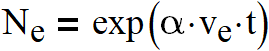 Nₑ = exp(α·vₑ·t)